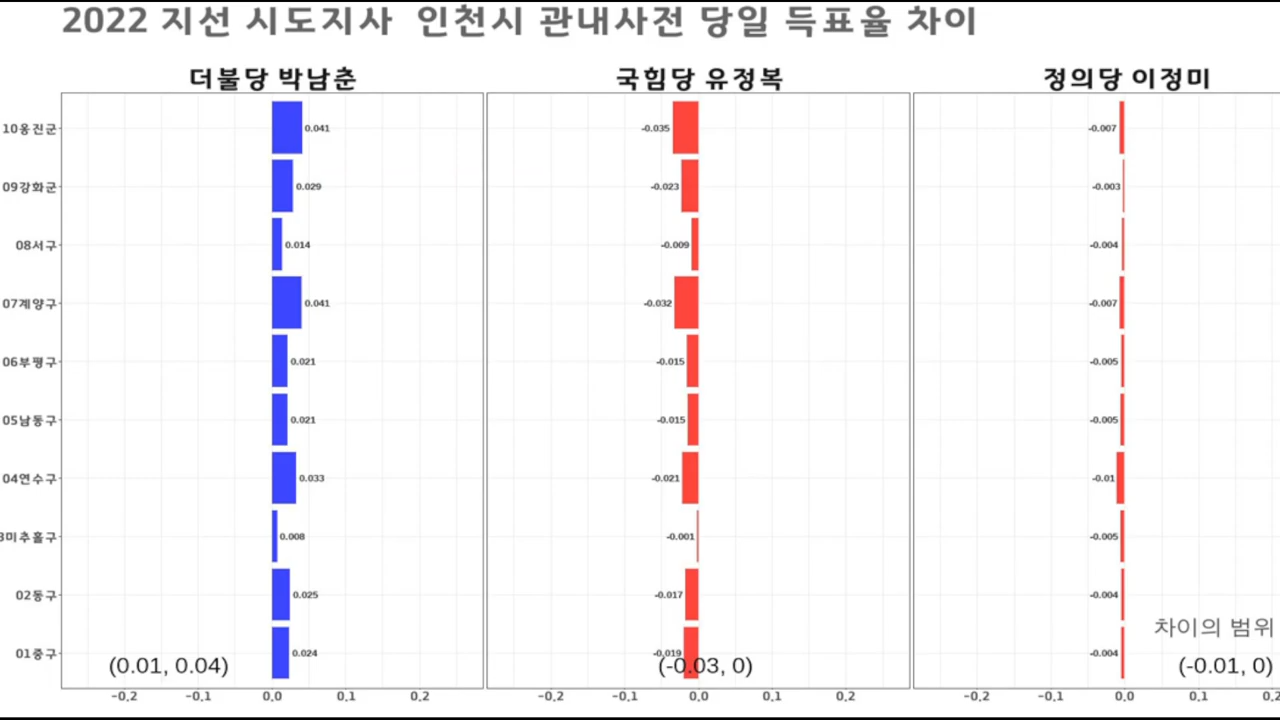 2022 지선 시도지사 인천시 관내사전 당일 득표율 차이
더불당 박남춘 국힘당 유정복 정의당 이정미
10옹진군 0.041 -0.035 -0.007
09강화군 0.029 -0.023 -0.003
08서구 0.014 -0.009 -0.004
07계양구 0.041 -0.032 -0.007
06부평구 0.021 -0.015 -0.005
05남동구 0.021 -0.015 -0.005
04연수구 0.033 -0.021 -0.01
3미추홀구 0.008 -0.001 -0.005
02동구 0.025 -0.017 -0.004
차이의 범위
01중구 0.024 -0.019 -0.004
(0.01, 0.04) (-0.03, 0) (-0.01, 0)
-0.2 -0.1 0.0 0.1 0.2 -0.2 -0.1 0.0 0.1 0.2 -0.2 -0.1 0.0 0.1 0.2